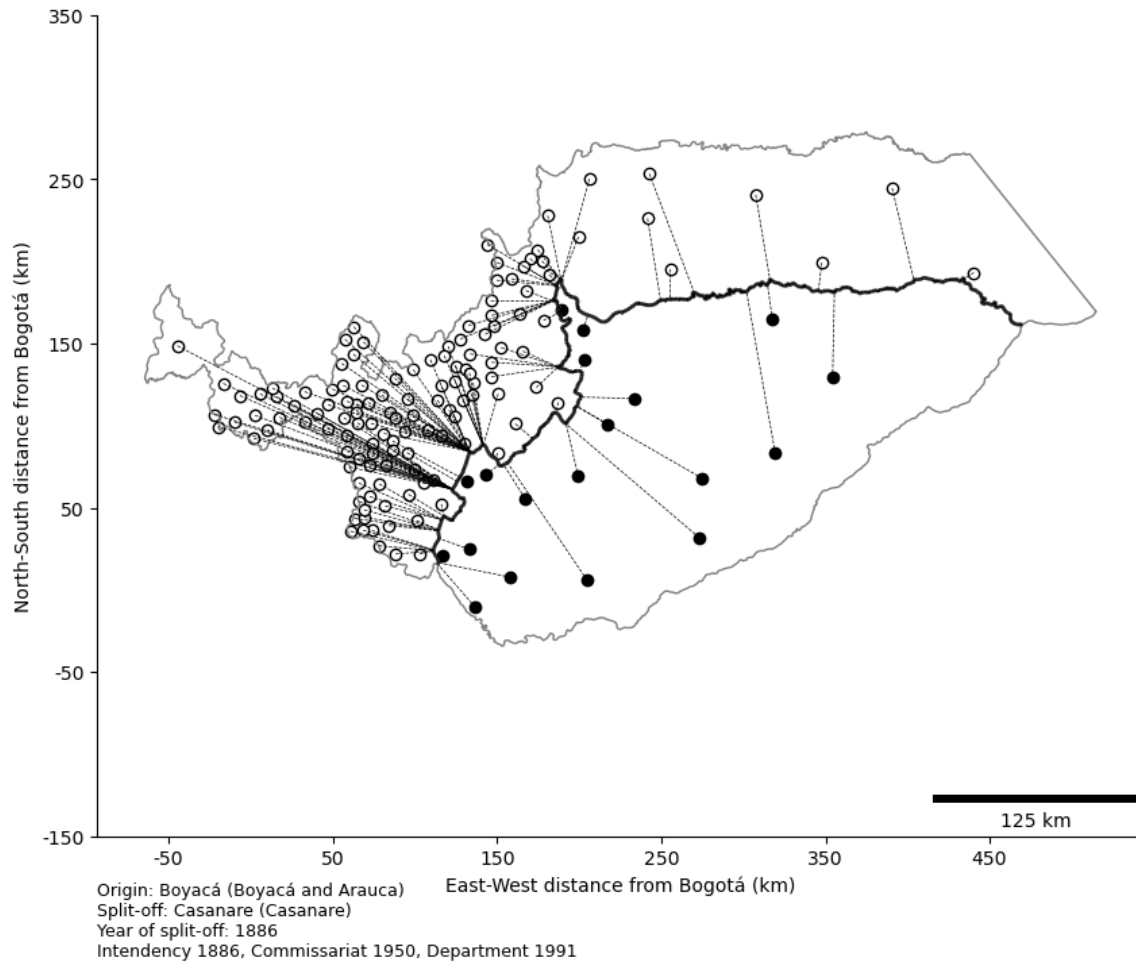 350
250
150
50
-50
-150
North-South distance from Bogotá (km)
-50
50
150
250
350
450
125 km
East-West distance from Bogotá (km)
Origin: Boyacá (Boyacá and Arauca)
Split-off: Casanare (Casanare)
Year of split-off: 1886
Intendency 1886, Commissariat 1950, Department 1991